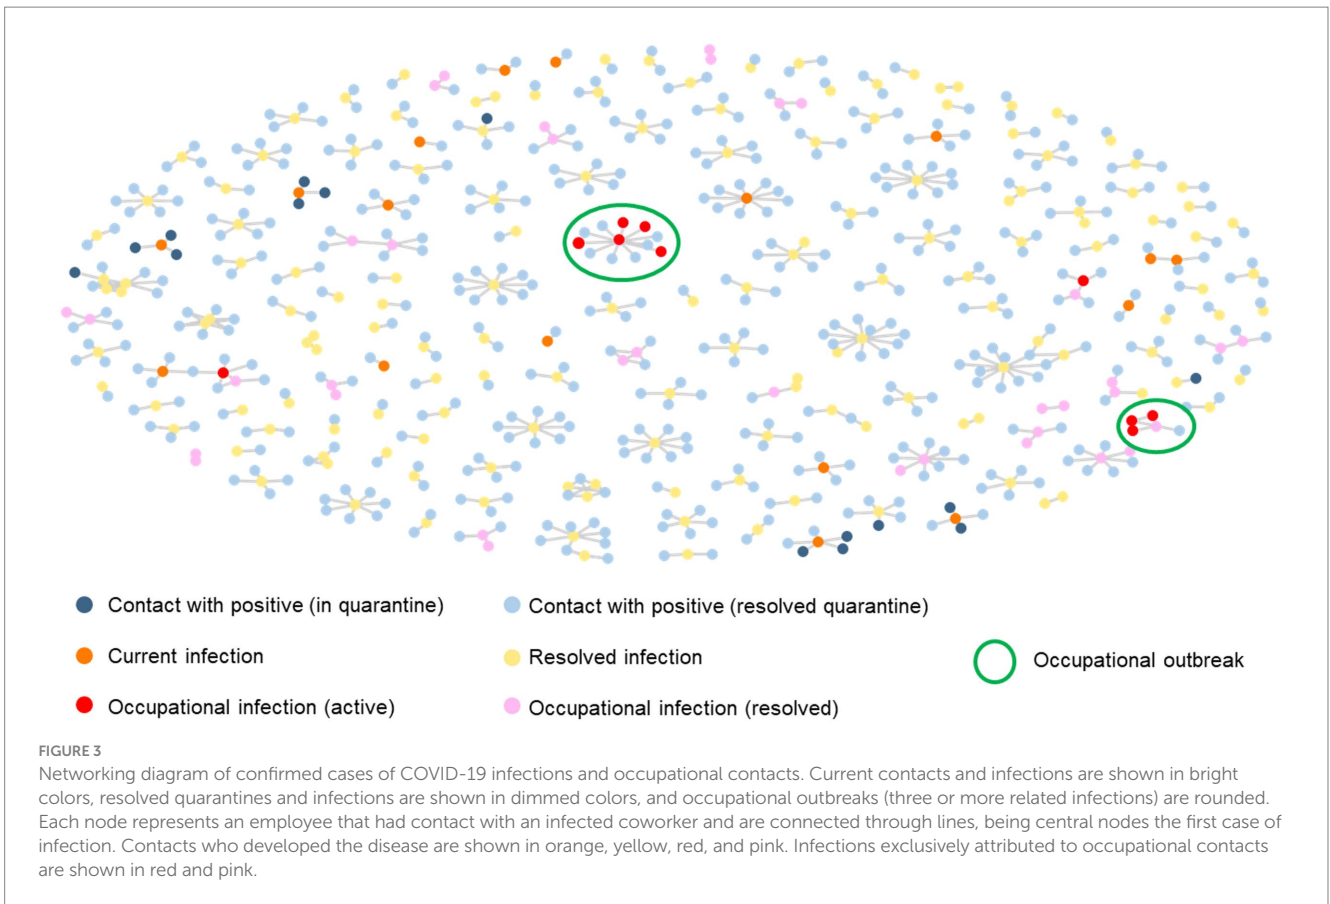 Contact with positive (in quarantine)
Contact with positive (resolved quarantine)
Current infection
Resolved infection
Occupational outbreak
Occupational infection (active)
Occupational infection (resolved)
FIGURE 3
Networking diagram of confirmed cases of COVID-19 infections and occupational contacts. Current contacts and infections are shown in bright
colors, resolved quarantines and infections are shown in dimmed colors, and occupational outbreaks (three or more related infections) are rounded.
Each node represents an employee that had contact with an infected coworker and are connected through lines, being central nodes the first case of
infection. Contacts who developed the disease are shown in orange, yellow, red, and pink. Infections exclusively attributed to occupational contacts
are shown in red and pink.